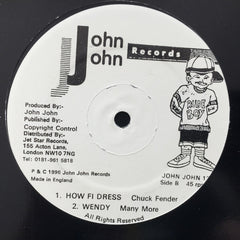 John
John
Records
RUDE
BOY
Produced By:-
John John
Published By:-
Copyright Control
Distributed By:-
Jet Star Records,
155 Acton Lane,
London NW10 7NG
Tel: 0181-961 5818
P & C 1996 John John Records
Made in England
JOHN JOHN 1
Side B 45 rp
1. HOW FI DRESS Chuck Fender
2. WENDY Many More
All Rights Reserved